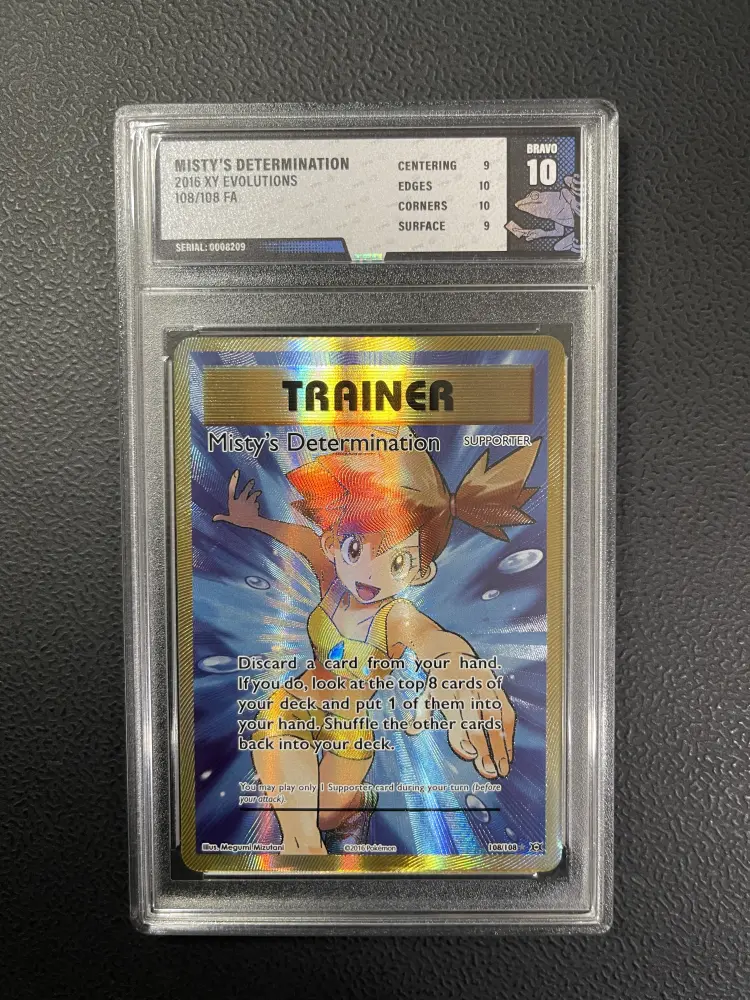 MISTY'S DETERMINATION
2016 XY EVOLUTIONS
108/108 FA
SERIAL: 0008209
CENTERING 9
EDGES 10
CORNERS 10
SURFACE 9
BRAVO
10
TRAINER
Misty's Determination SUPPORTER
Discard a card from your hand.
If you do, look at the top 8 cards of
your deck and put 1 of them into
your hand. Shuffle the other cards
back into your deck.
You may play only 1 Supporter card during your turn (before
your attack).
Illus. Megumi Mizutani ©2016 Pokémon 108/108